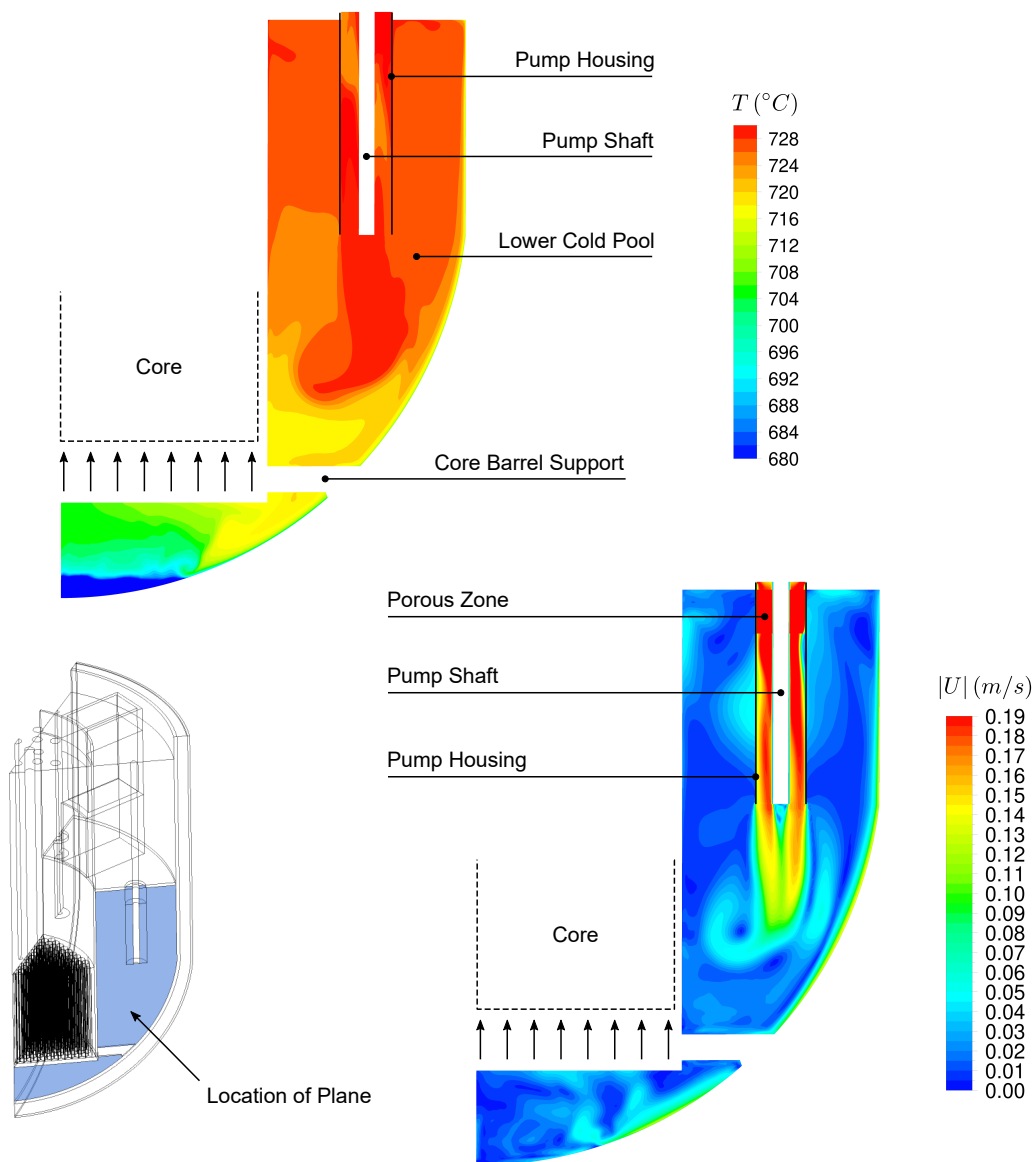 Pump Housing
T (°C)
Pump Shaft
Lower Cold Pool
728
724
720
716
712
708
704
700
696
692
688
684
680
Core
Core Barrel Support
Porous Zone
Pump Shaft
Pump Housing
|U| (m/s)
0.19
0.18
0.17
0.16
0.15
0.14
0.13
0.12
0.11
0.10
0.09
0.08
0.07
0.06
0.05
0.04
0.03
0.02
0.01
0.00
Core
Location of Plane